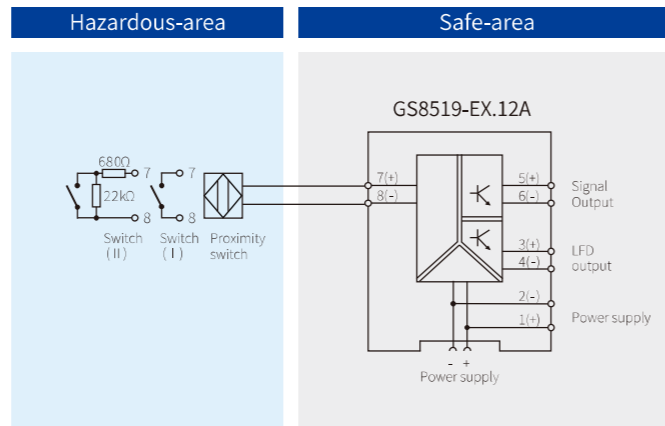 Hazardous-area
Safe-area
GS8519-EX.12A
680Ω
7
7
22kΩ
8
8
Switch
(Ⅱ)
Switch
(Ⅰ)
Proximity
switch
7(+)
8(-)
5(+)
6(-)
Signal
Output
3(+)
4(-)
LFD
output
2(-)
1(+)
Power supply
- +
Power supply